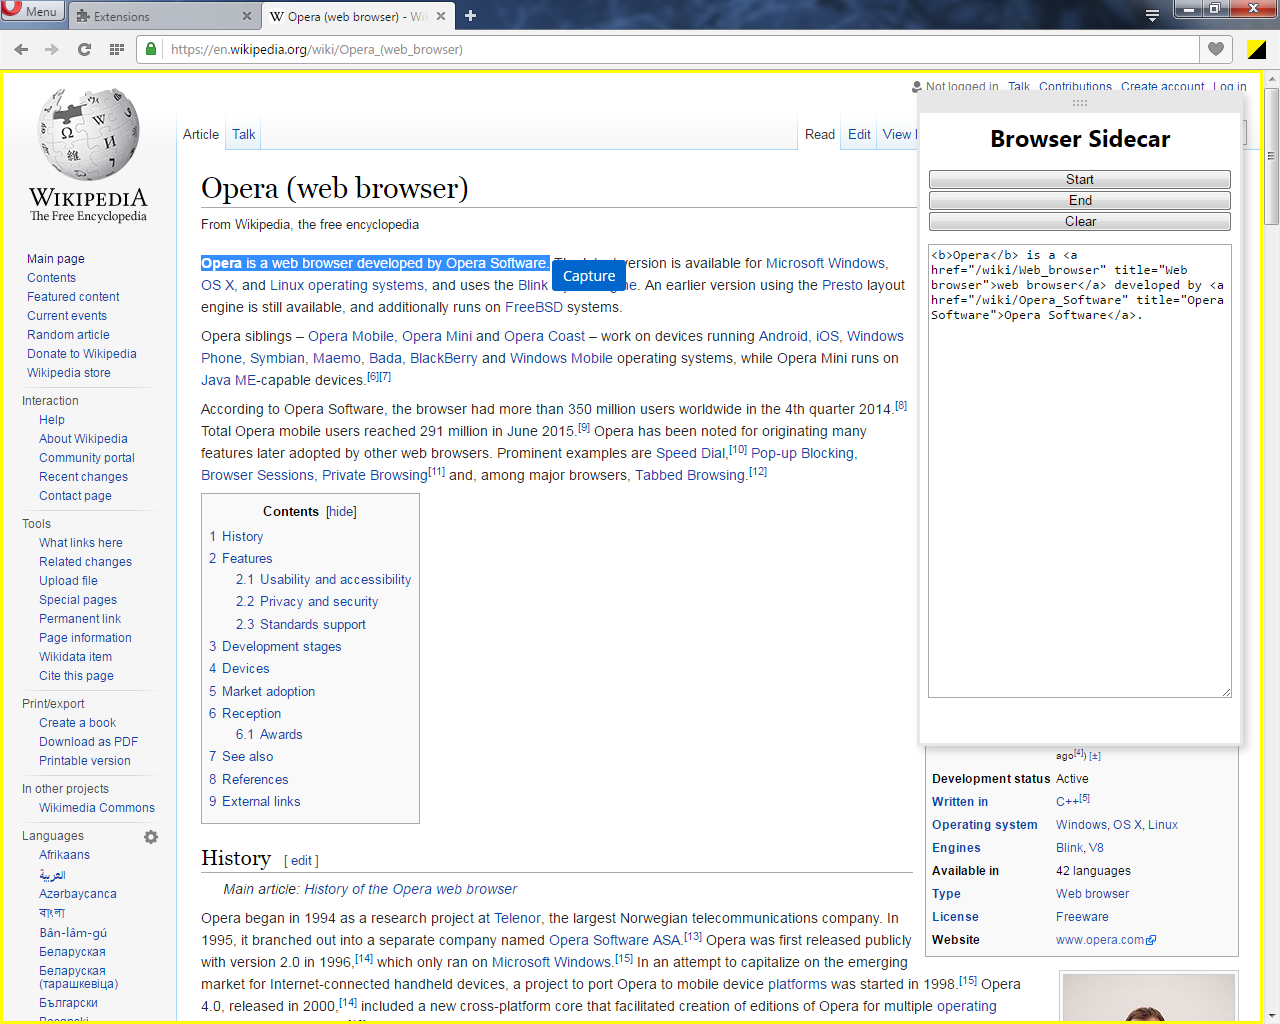 Menu
Extensions
Opera (web browser) - Wi
https://en.wikipedia.org/wiki/Opera_(web_browser)
Not logged in Talk Contributions Create account Log in
Article Talk
Read Edit View
WIKIPEDIA
The Free Encyclopedia
Main page
Contents
Featured content
Current events
Random article
Donate to Wikipedia
Wikipedia store
Interaction
Help
About Wikipedia
Community portal
Recent changes
Contact page
Tools
What links here
Related changes
Upload file
Special pages
Permanent link
Page information
Wikidata item
Cite this page
Print/export
Create a book
Download as PDF
Printable version
In other projects
Wikimedia Commons
Languages
Afrikaans
العربية
Azərbaycanca
বাংলা
Bân-lâm-gú
Беларуская
Беларуская
(тарашкевіца)
Български
Opera (web browser)
From Wikipedia, the free encyclopedia
Opera is a web browser developed by Opera Software. version is available for Microsoft Windows,
OS X, and Linux operating systems, and uses the Blink An earlier version using the Presto layout
Capture
engine is still available, and additionally runs on FreeBSD systems.
Opera siblings – Opera Mobile, Opera Mini and Opera Coast – work on devices running Android, iOS, Windows
Phone, Symbian, Maemo, Bada, BlackBerry and Windows Mobile operating systems, while Opera Mini runs on
Java ME-capable devices.[6][7]
According to Opera Software, the browser had more than 350 million users worldwide in the 4th quarter 2014.[8]
Total Opera mobile users reached 291 million in June 2015.[9] Opera has been noted for originating many
features later adopted by other web browsers. Prominent examples are Speed Dial,[10] Pop-up Blocking,
Browser Sessions, Private Browsing[11] and, among major browsers, Tabbed Browsing.[12]
Contents [hide]
1 History
2 Features
2.1 Usability and accessibility
2.2 Privacy and security
2.3 Standards support
3 Development stages
4 Devices
5 Market adoption
6 Reception
6.1 Awards
7 See also
8 References
9 External links
History [ edit ]
Main article: History of the Opera web browser
Opera began in 1994 as a research project at Telenor, the largest Norwegian telecommunications company. In
1995, it branched out into a separate company named Opera Software ASA.[13] Opera was first released publicly
with version 2.0 in 1996,[14] which only ran on Microsoft Windows.[15] In an attempt to capitalize on the emerging
market for Internet-connected handheld devices, a project to port Opera to mobile device platforms was started in 1998.[15] Opera
4.0, released in 2000,[14] included a new cross-platform core that facilitated creation of editions of Opera for multiple operating
Browser Sidecar
Start
End
Clear
<b>Opera</b> is a <a
href="/wiki/Web_browser" title="Web
browser">web browser</a> developed by <a
href="/wiki/Opera_Software" title="Opera
Software">Opera Software</a>.
ago[4]) [±]
Development status Active
Written in C++[5]
Operating system Windows, OS X, Linux
Engines Blink, V8
Available in 42 languages
Type Web browser
License Freeware
Website www.opera.com